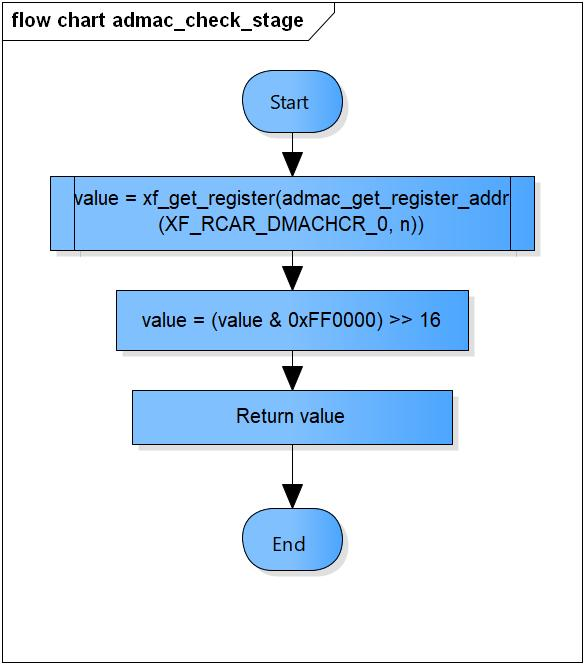 flow chart admac_check_stage
Start
value = xf_get_register(admac_get_register_addr
(XF_RCAR_DMACHCR_0, n))
value = (value & 0xFF0000) >> 16
Return value
End